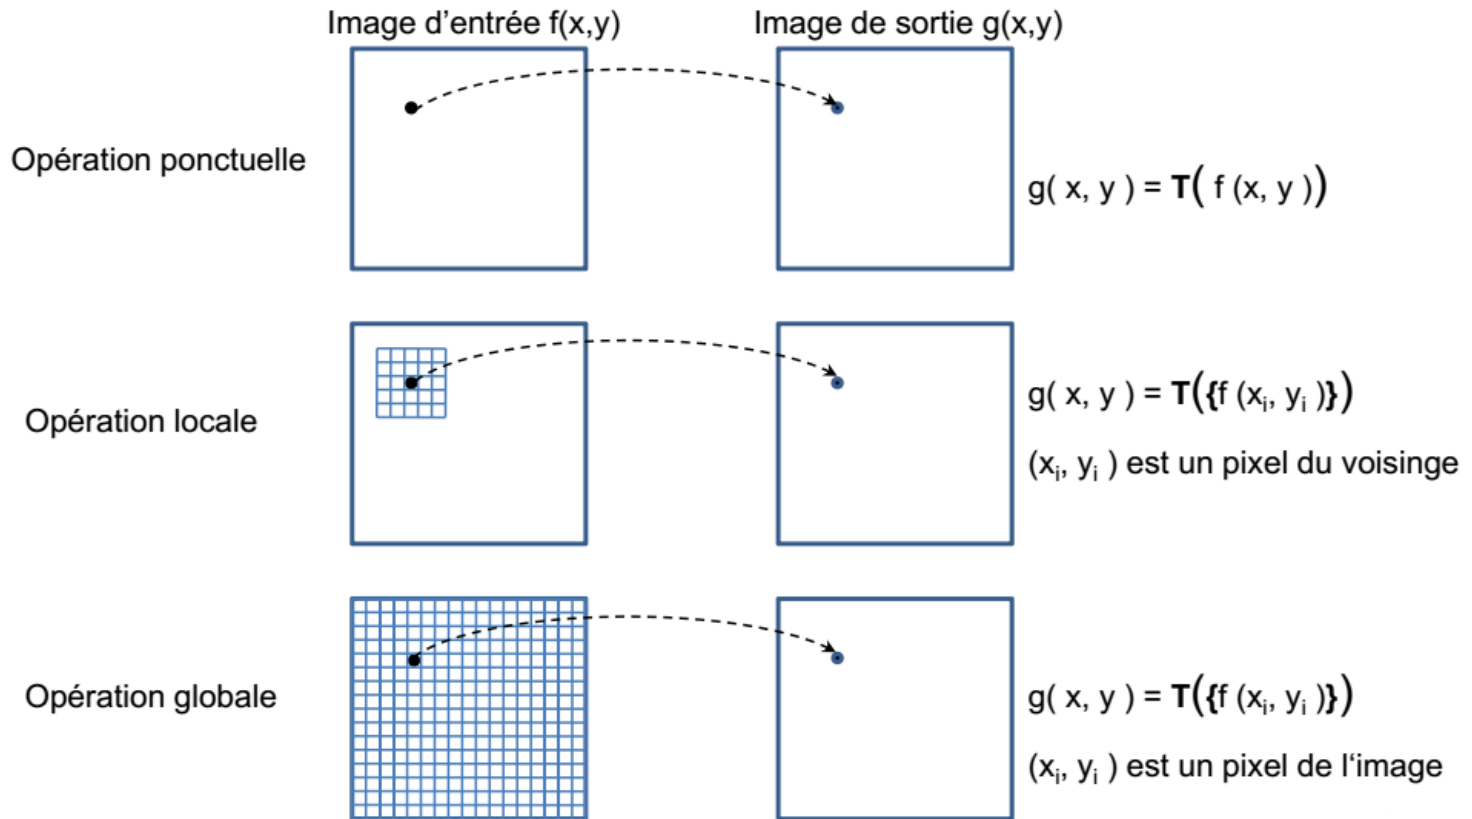 Image d’entrée f(x,y)
Image de sortie g(x,y)
Opération ponctuelle
g( x, y ) = T( f (x, y ))
Opération locale
g( x, y ) = T({f (xᵢ, yᵢ )})
(xᵢ, yᵢ ) est un pixel du voisinge
Opération globale
g( x, y ) = T({f (xᵢ, yᵢ )})
(xᵢ, yᵢ ) est un pixel de l‘image